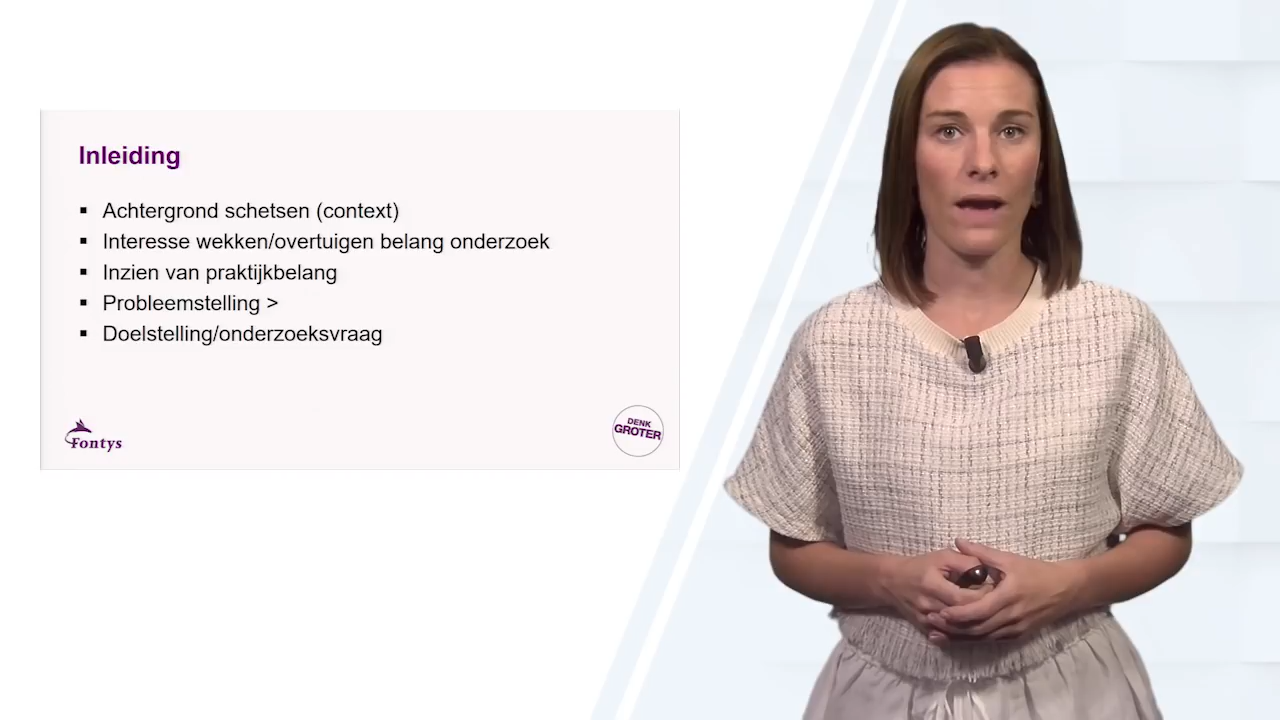 Inleiding
▪ Achtergrond schetsen (context)
▪ Interesse wekken/overtuigen belang onderzoek
▪ Inzien van praktijkbelang
▪ Probleemstelling >
▪ Doelstelling/onderzoeksvraag
Fontys
DENK
GROTER